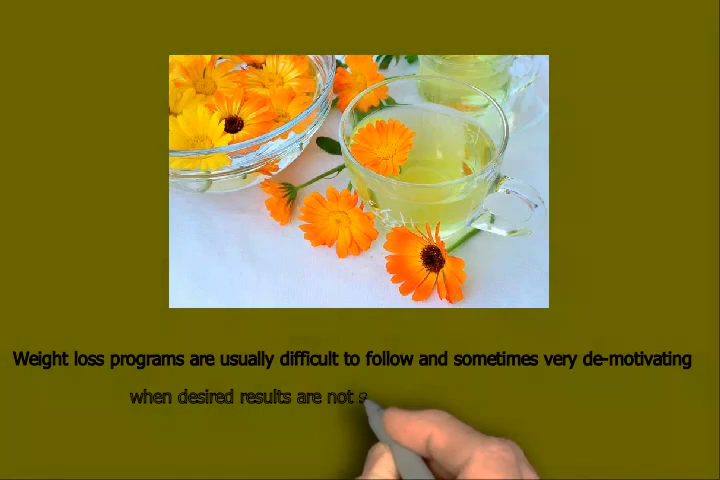 Weight loss programs are usually difficult to follow and sometimes very de-motivating
when desired results are not s